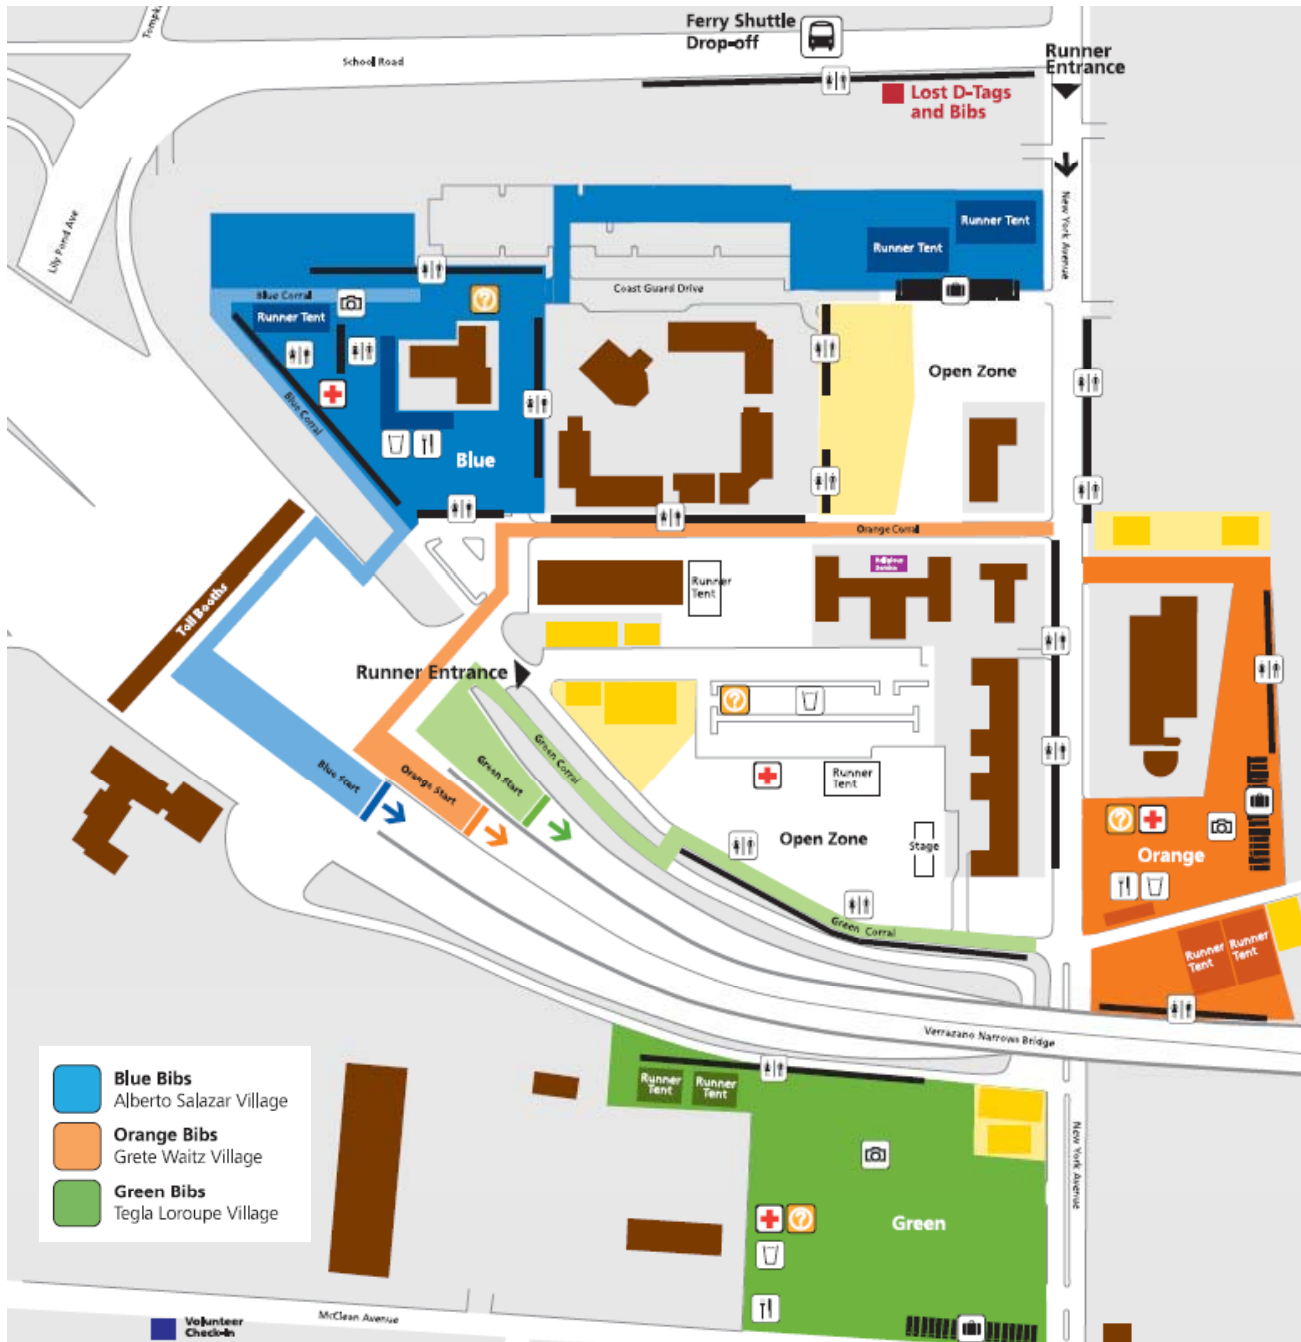 Ferry Shuttle
Drop-off
Tompk
School Road
Runner
Entrance
Lost D-Tags
and Bibs
Lily Pond Ave
New York Avenue
Runner Tent
Runner Tent
Coast Guard Drive
Blue Corral
Runner Tent
Blue Corral
Blue
Open Zone
Orange Corral
Toll Booths
Runner
Tent
Religious
Service
Runner Entrance
Green Corral
Blue start
Orange Start
Green Start
Runner
Tent
Open Zone
Stage
Green Corral
Orange
Runner
Tent
Runner
Tent
Verrazano Narrows Bridge
Runner
Tent
Runner
Tent
Blue Bibs
Alberto Salazar Village
Orange Bibs
Grete Waitz Village
Green Bibs
Tegla Loroupe Village
New York Avenue
Green
McClean Avenue
Volunteer
Check-In